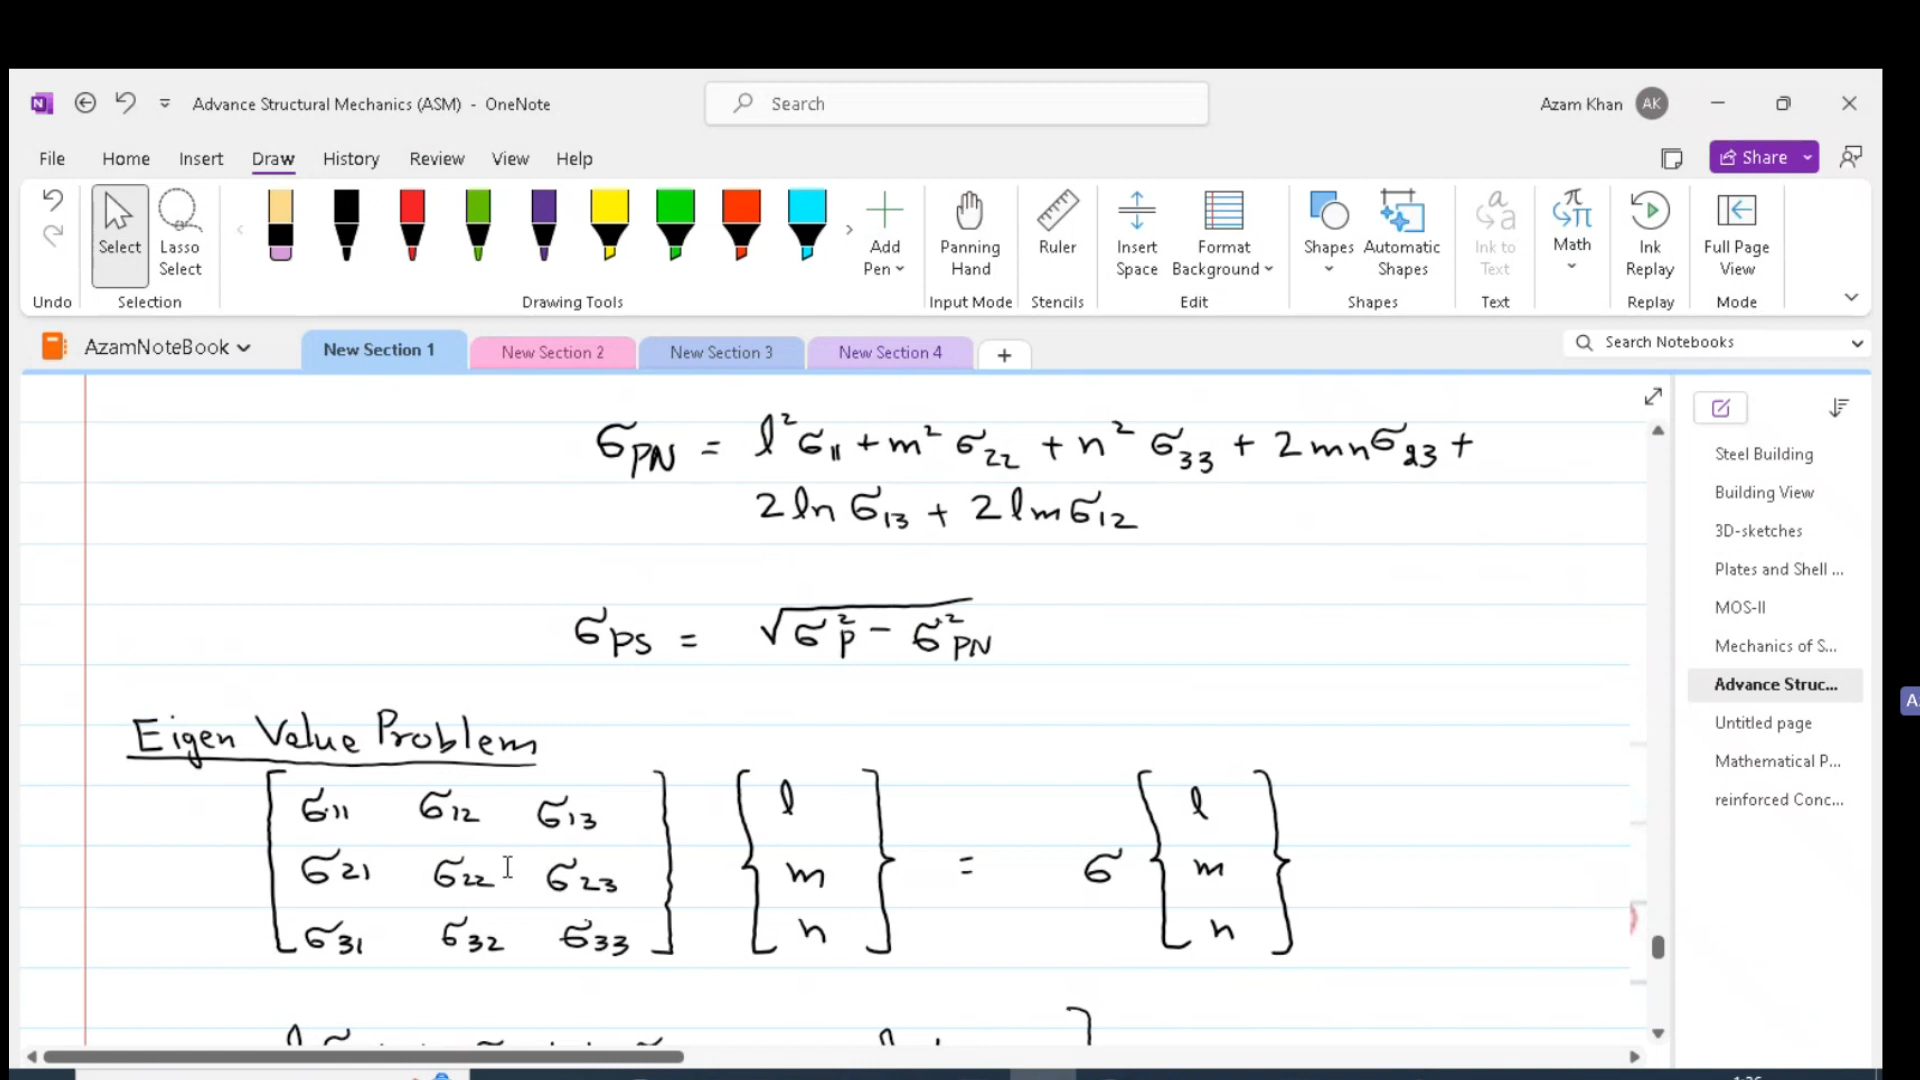 Advance Structural Mechanics (ASM) - OneNote
Search
Azam Khan AK
File Home Insert Draw History Review View Help
Share
Select
Lasso Select
Add Pen
Panning Hand
Ruler
Insert Space
Format Background
Shapes
Automatic Shapes
Ink to Text
Math
Ink Replay
Full Page View
Undo Selection Drawing Tools Input Mode Stencils Edit Shapes Text Replay Mode
AzamNoteBook New Section 1 New Section 2 New Section 3 New Section 4 +
Search Notebooks
σPN = l²σ11 + m²σ22 + n²σ33 + 2mnσ23 +
2lnσ13 + 2lmσ12
σPS = √σ²P − σ²PN
Eigen Value Problem
[σ11 σ12 σ13] {l} = σ {l}
[σ21 σ22 σ23] {m} {m}
[σ31 σ32 σ33] {n} {n}
Steel Building
Building View
3D-sketches
Plates and Shell ...
MOS-II
Mechanics of S...
Advance Struc...
Untitled page
Mathematical P...
reinforced Conc...